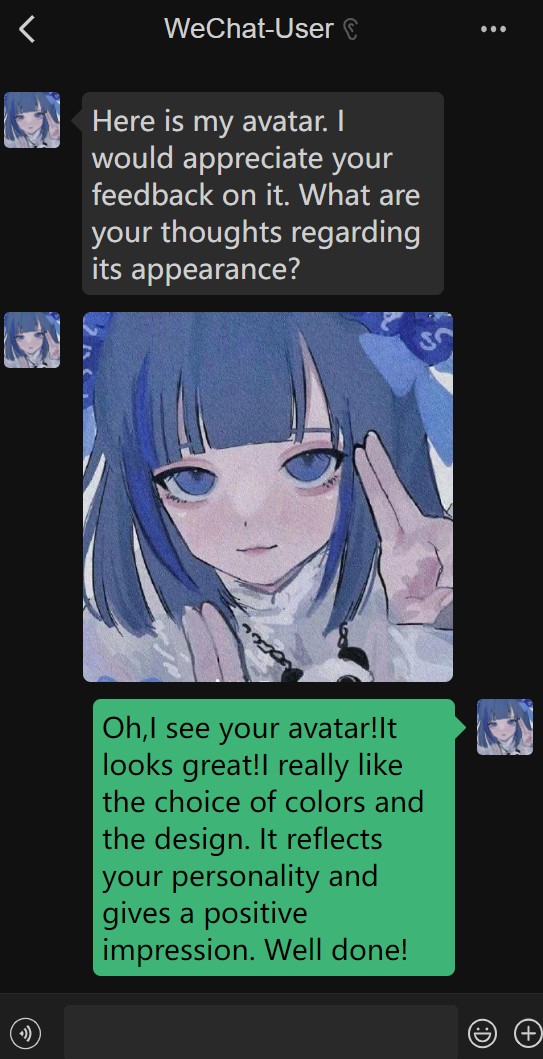 WeChat-User
Here is my avatar. I
would appreciate your
feedback on it. What are
your thoughts regarding
its appearance?
Oh,I see your avatar!It
looks great!I really like
the choice of colors and
the design. It reflects
your personality and
gives a positive
impression. Well done!